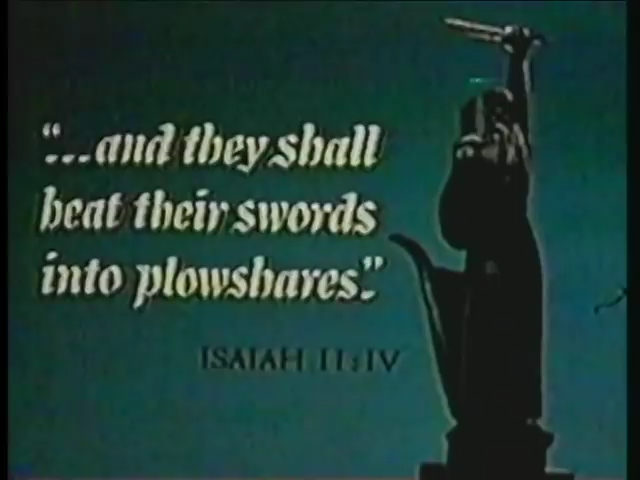 “...and they shall
beat their swords
into plowshares.”
ISAIAH II:IV